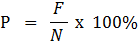 P = F/N x 100%